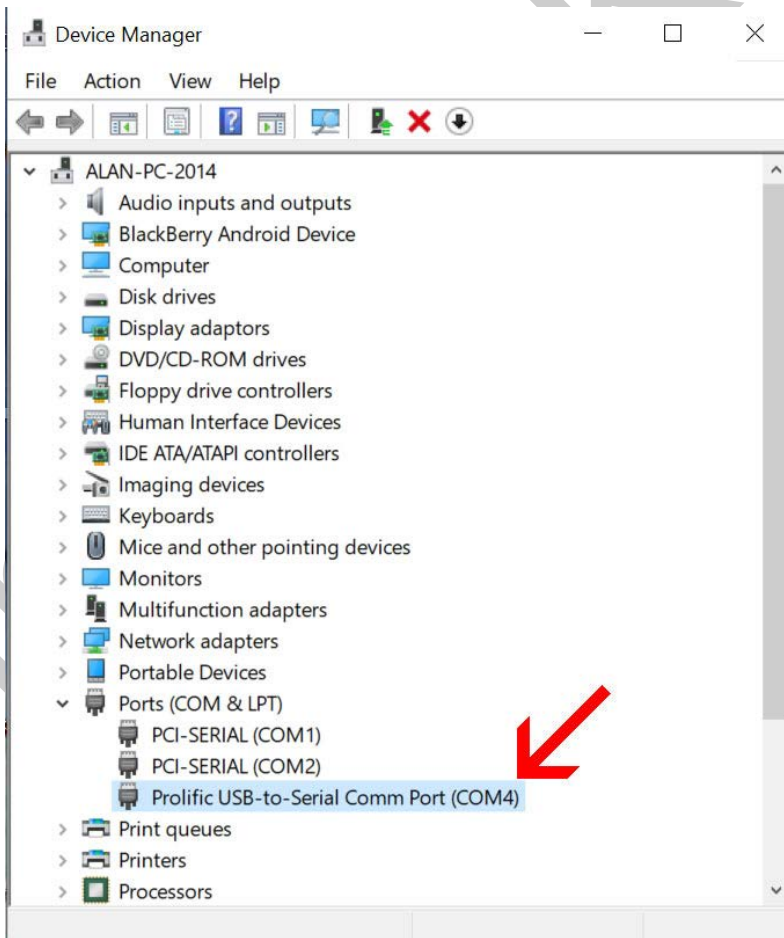 Device Manager
File Action View Help
ALAN-PC-2014
Audio inputs and outputs
BlackBerry Android Device
Computer
Disk drives
Display adaptors
DVD/CD-ROM drives
Floppy drive controllers
Human Interface Devices
IDE ATA/ATAPI controllers
Imaging devices
Keyboards
Mice and other pointing devices
Monitors
Multifunction adapters
Network adapters
Portable Devices
Ports (COM & LPT)
PCI-SERIAL (COM1)
PCI-SERIAL (COM2)
Prolific USB-to-Serial Comm Port (COM4)
Print queues
Printers
Processors